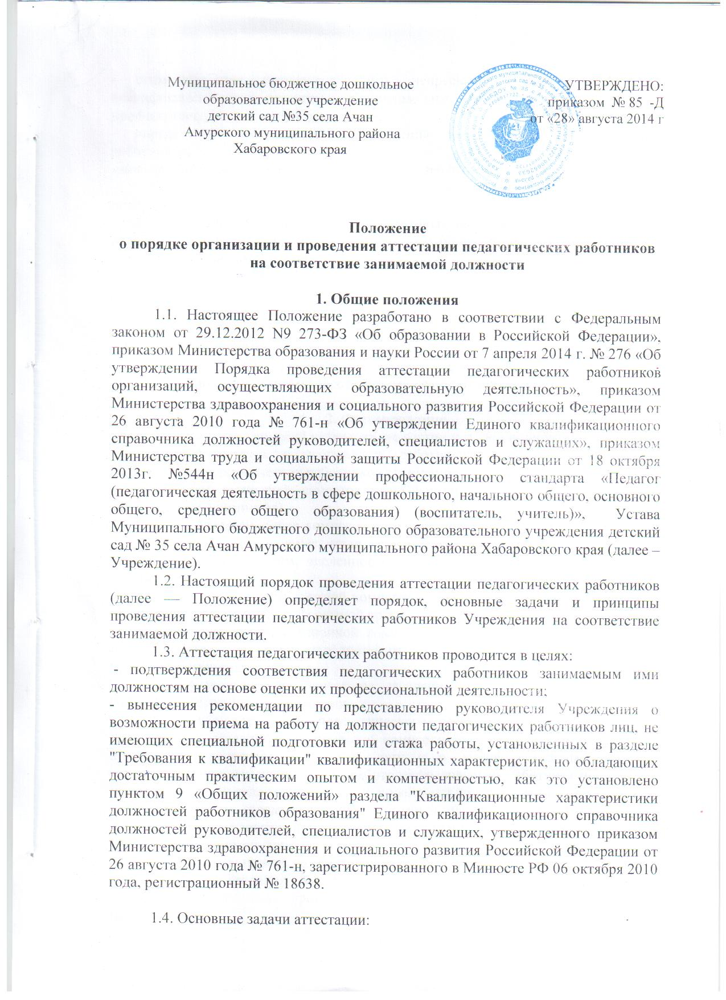 Муниципальное бюджетное дошкольное
образовательное учреждение
детский сад №35 села Ачан
Амурского муниципального района
Хабаровского края
УТВЕРЖДЕНО:
приказом № 85 -Д
от «28» августа 2014 г
Положение
о порядке организации и проведения аттестации педагогических работников
на соответствие занимаемой должности
1. Общие положения
1.1. Настоящее Положение разработано в соответствии с Федеральным
законом от 29.12.2012 N9 273-ФЗ «Об образовании в Российской Федерации»,
приказом Министерства образования и науки России от 7 апреля 2014 г. № 276 «Об
утверждении Порядка проведения аттестации педагогических работников
организаций, осуществляющих образовательную деятельность», приказом
Министерства здравоохранения и социального развития Российской Федерации от
26 августа 2010 года № 761-н «Об утверждении Единого квалификационного
справочника должностей руководителей, специалистов и служащих», приказом
Министерства труда и социальной защиты Российской Федерации от 18 октября
2013г. №544н «Об утверждении профессионального стандарта «Педагог
(педагогическая деятельность в сфере дошкольного, начального общего, основного
общего, среднего общего образования) (воспитатель, учитель)», Устава
Муниципального бюджетного дошкольного образовательного учреждения детский
сад № 35 села Ачан Амурского муниципального района Хабаровского края (далее –
Учреждение).
1.2. Настоящий порядок проведения аттестации педагогических работников
(далее — Положение) определяет порядок, основные задачи и принципы
проведения аттестации педагогических работников Учреждения на соответствие
занимаемой должности.
1.3. Аттестация педагогических работников проводится в целях:
- подтверждения соответствия педагогических работников занимаемым ими
должностям на основе оценки их профессиональной деятельности;
- вынесения рекомендации по представлению руководителя Учреждения о
возможности приема на работу на должности педагогических работников лиц, не
имеющих специальной подготовки или стажа работы, установленных в разделе
"Требования к квалификации" квалификационных характеристик, но обладающих
достаточным практическим опытом и компетентностью, как это установлено
пунктом 9 «Общих положений» раздела "Квалификационные характеристики
должностей работников образования" Единого квалификационного справочника
должностей руководителей, специалистов и служащих, утвержденного приказом
Министерства здравоохранения и социального развития Российской Федерации от
26 августа 2010 года № 761-н, зарегистрированного в Минюсте РФ 06 октября 2010
года, регистрационный № 18638.
1.4. Основные задачи аттестации: